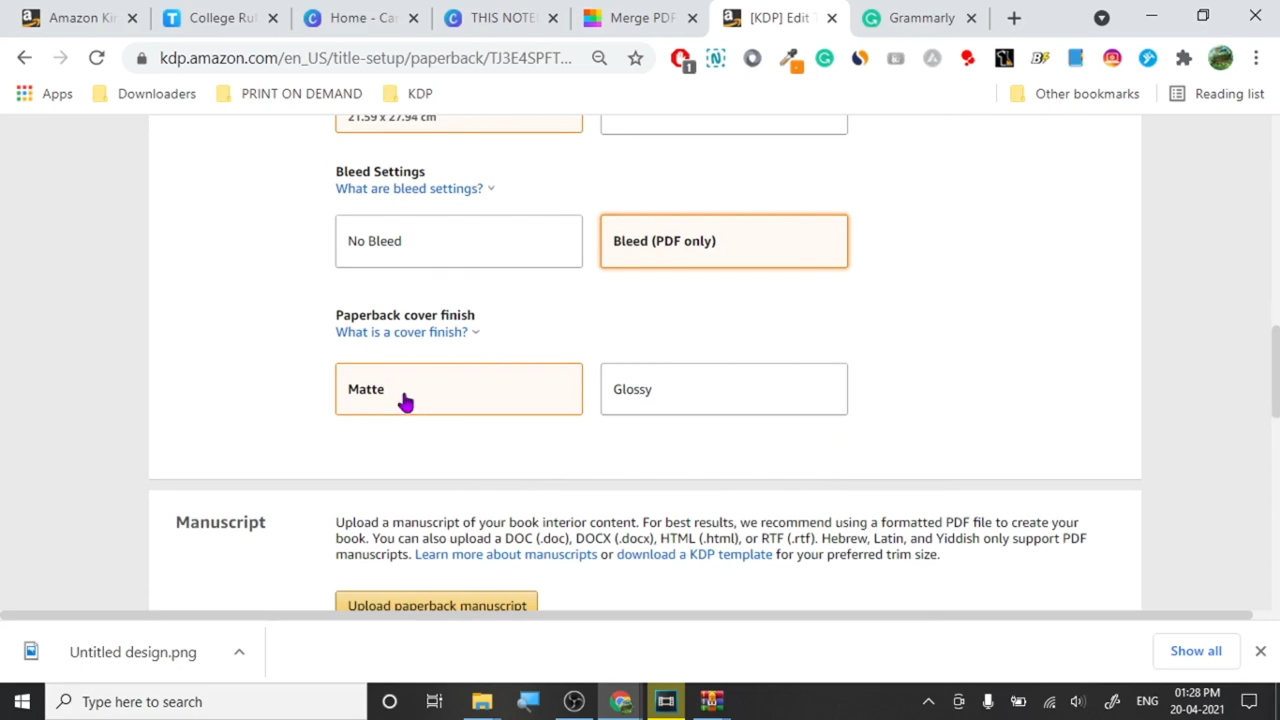 Amazon Kin
College Rul
Home - Can
THIS NOTE
Merge PDF
[KDP] Edit
Grammarly
kdp.amazon.com/en_US/title-setup/paperback/TJ3E4SPFT...
1
Apps
Downloaders
PRINT ON DEMAND
KDP
Other bookmarks
Reading list
21.59 x 27.94 cm
Bleed Settings
What are bleed settings?
No Bleed
Bleed (PDF only)
Paperback cover finish
What is a cover finish?
Matte
Glossy
Manuscript
Upload a manuscript of your book interior content. For best results, we recommend using a formatted PDF file to create your
book. You can also upload a DOC (.doc), DOCX (.docx), HTML (.html), or RTF (.rtf). Hebrew, Latin, and Yiddish only support PDF
manuscripts. Learn more about manuscripts or download a KDP template for your preferred trim size.
Upload paperback manuscript
Untitled design.png
Show all
Type here to search
ENG
01:28 PM
20-04-2021